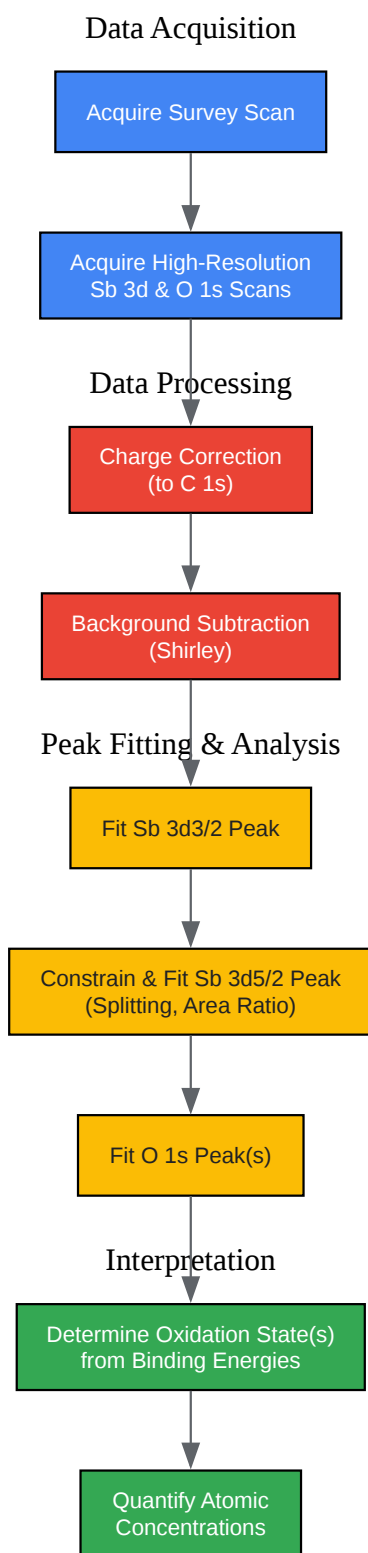 Data Acquisition
Acquire Survey Scan
Acquire High-Resolution
Sb 3d & O 1s Scans
Data Processing
Charge Correction
(to C 1s)
Background Subtraction
(Shirley)
Peak Fitting & Analysis
Fit Sb 3d3/2 Peak
Constrain & Fit Sb 3d5/2 Peak
(Splitting, Area Ratio)
Fit O 1s Peak(s)
Interpretation
Determine Oxidation State(s)
from Binding Energies
Quantify Atomic
Concentrations